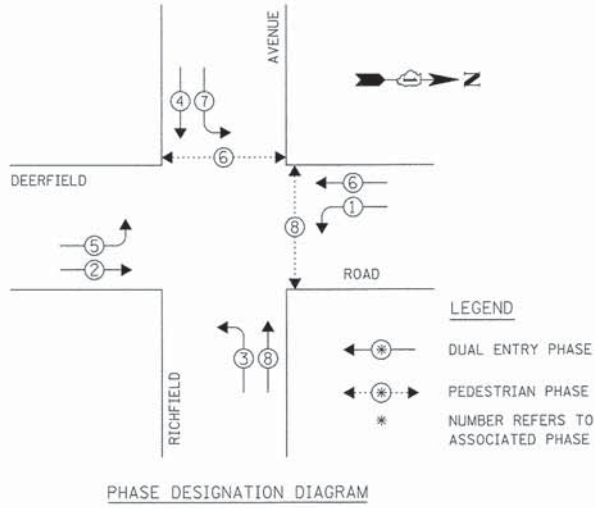 AVENUE
N
4 7
6
DEERFIELD
6
1
8
5
2
ROAD
3 8
RICHFIELD
LEGEND
* DUAL ENTRY PHASE
* PEDESTRIAN PHASE
* NUMBER REFERS TO
ASSOCIATED PHASE
PHASE DESIGNATION DIAGRAM